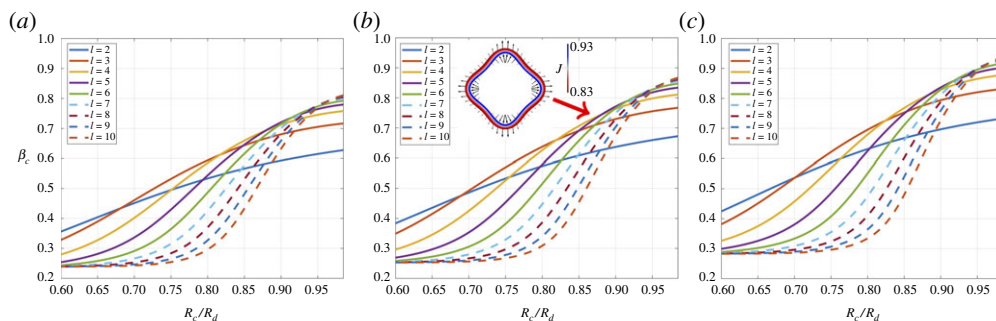 (a)
1.0
0.9
0.8
0.7
0.6
0.5
0.4
0.3
0.2
β_c
l = 2
l = 3
l = 4
l = 5
l = 6
l = 7
l = 8
l = 9
l = 10
0.60 0.65 0.70 0.75 0.80 0.85 0.90 0.95
R_c/R_d
(b)
1.0
0.9
0.8
0.7
0.6
0.5
0.4
0.3
0.2
l = 2
l = 3
l = 4
l = 5
l = 6
l = 7
l = 8
l = 9
l = 10
0.93
J
0.83
0.60 0.65 0.70 0.75 0.80 0.85 0.90 0.95
R_c/R_d
(c)
1.0
0.9
0.8
0.7
0.6
0.5
0.4
0.3
0.2
l = 2
l = 3
l = 4
l = 5
l = 6
l = 7
l = 8
l = 9
l = 10
0.60 0.65 0.70 0.75 0.80 0.85 0.90 0.95
R_c/R_d